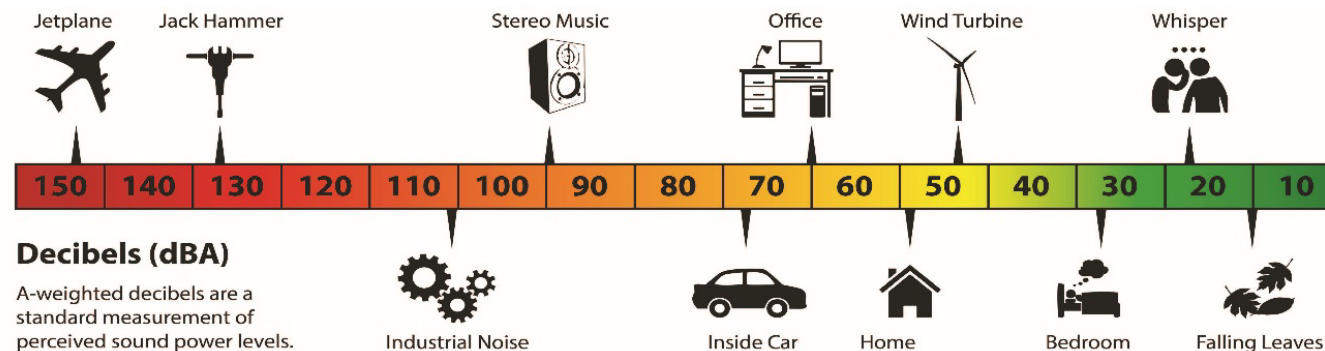 Jetplane Jack Hammer Stereo Music Office Wind Turbine Whisper
150 140 130 120 110 100 90 80 70 60 50 40 30 20 10
Decibels (dBA)
A-weighted decibels are a
standard measurement of
perceived sound power levels.
Industrial Noise Inside Car Home Bedroom Falling Leaves